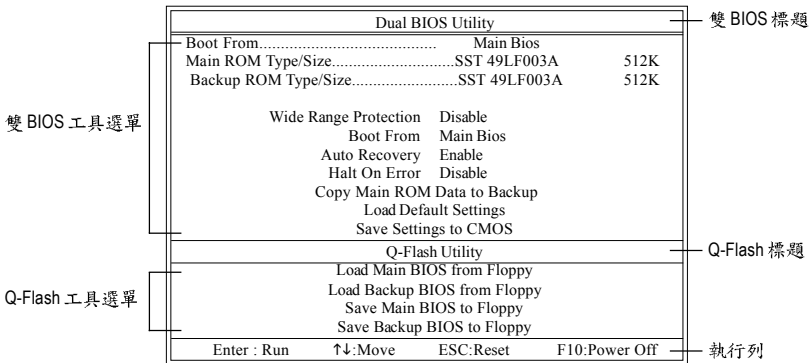 Dual BIOS Utility
雙 BIOS 標題
Boot From.......................................... Main Bios
Main ROM Type/Size.............................SST 49LF003A 512K
Backup ROM Type/Size.........................SST 49LF003A 512K
雙 BIOS 工具選單
Wide Range Protection Disable
Boot From Main Bios
Auto Recovery Enable
Halt On Error Disable
Copy Main ROM Data to Backup
Load Default Settings
Save Settings to CMOS
Q-Flash Utility
Q-Flash 標題
Load Main BIOS from Floppy
Load Backup BIOS from Floppy
Q-Flash 工具選單
Save Main BIOS to Floppy
Save Backup BIOS to Floppy
Enter : Run ↑↓:Move ESC:Reset F10:Power Off
執行列